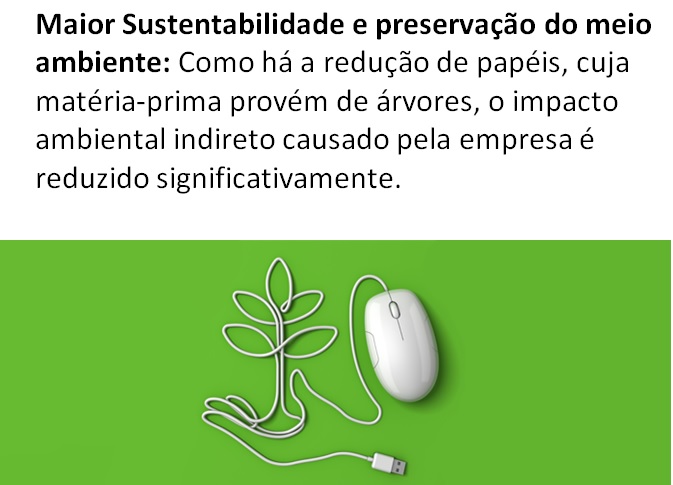 Maior Sustentabilidade e preservação do meio
ambiente: Como há a redução de papéis, cuja
matéria-prima provém de árvores, o impacto
ambiental indireto causado pela empresa é
reduzido significativamente.